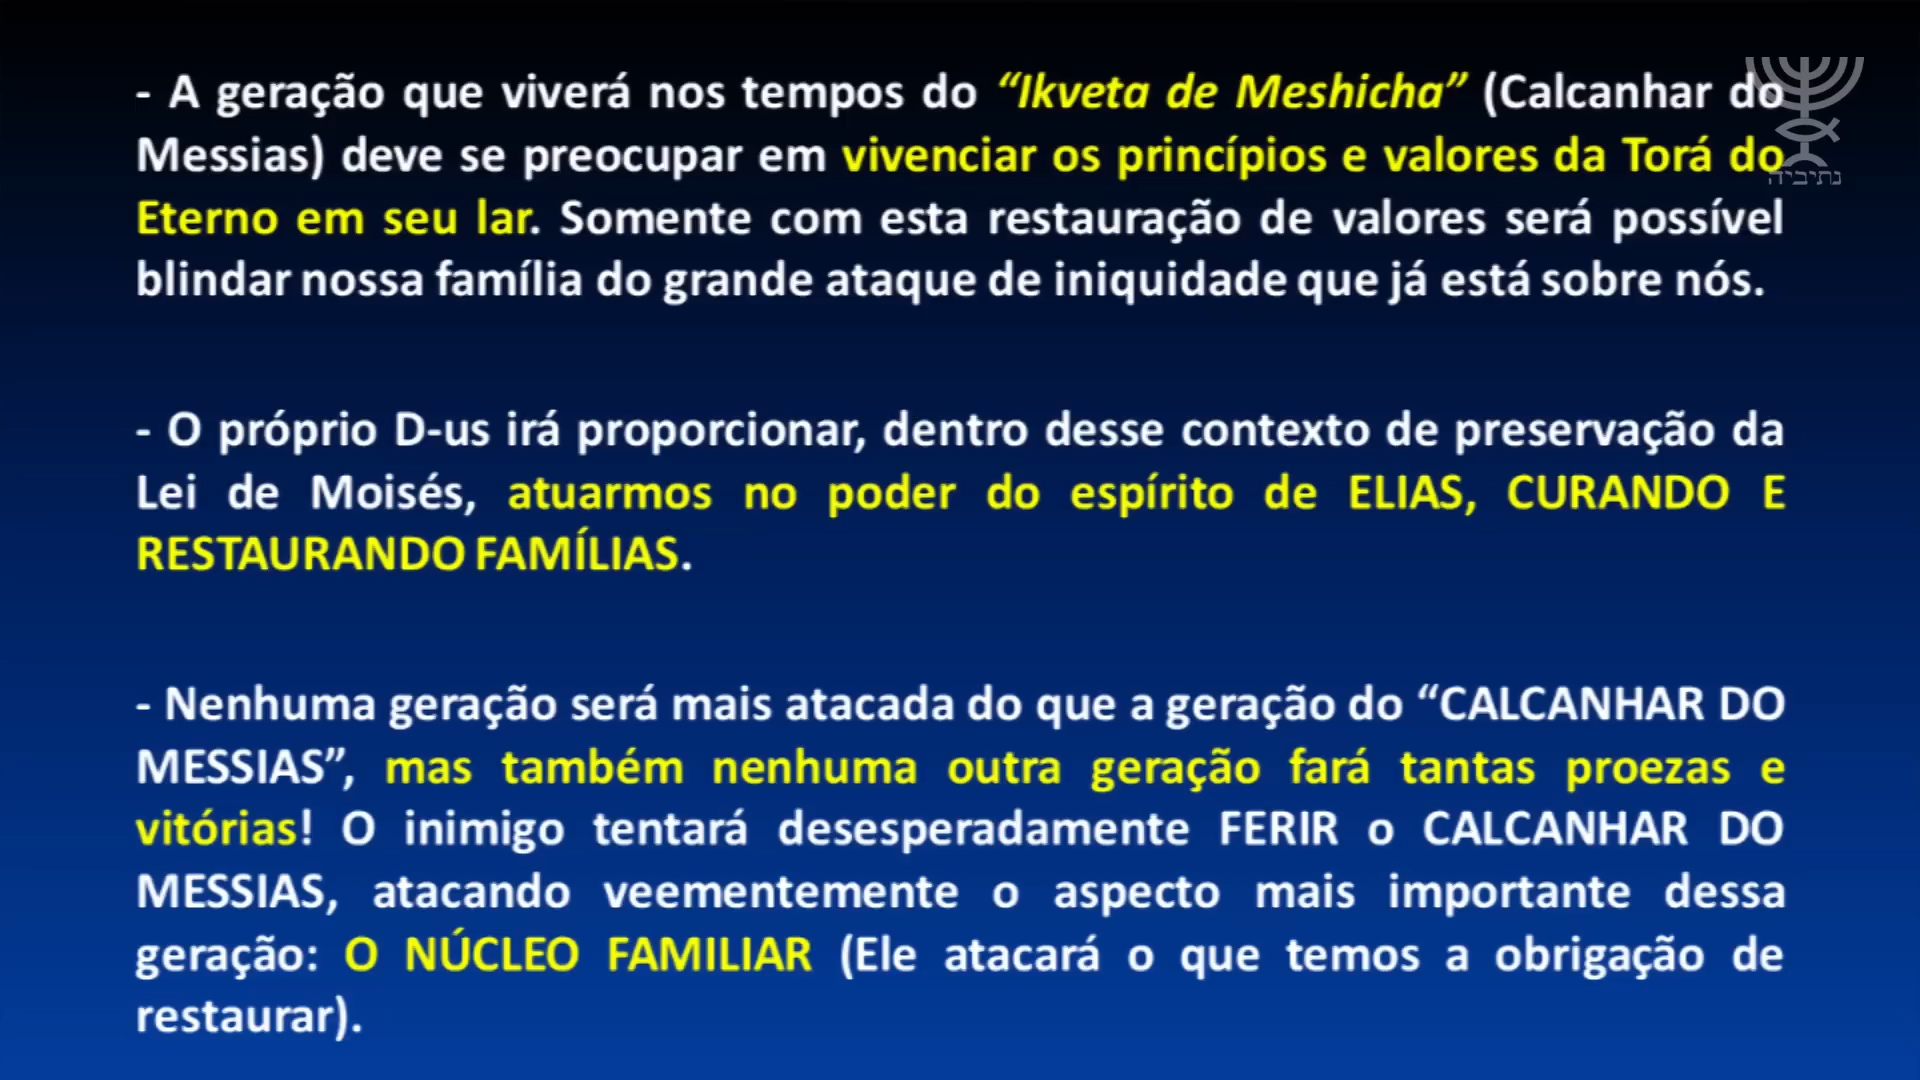 - A geração que viverá nos tempos do “Ikveta de Meshicha” (Calcanhar do
Messias) deve se preocupar em vivenciar os princípios e valores da Torá do
Eterno em seu lar. Somente com esta restauração de valores será possível
blindar nossa família do grande ataque de iniquidade que já está sobre nós.
- O próprio D-us irá proporcionar, dentro desse contexto de preservação da
Lei de Moisés, atuarmos no poder do espírito de ELIAS, CURANDO E
RESTAURANDO FAMÍLIAS.
- Nenhuma geração será mais atacada do que a geração do “CALCANHAR DO
MESSIAS”, mas também nenhuma outra geração fará tantas proezas e
vitórias! O inimigo tentará desesperadamente FERIR o CALCANHAR DO
MESSIAS, atacando veementemente o aspecto mais importante dessa
geração: O NÚCLEO FAMILIAR (Ele atacará o que temos a obrigação de
restaurar).
נתיביה